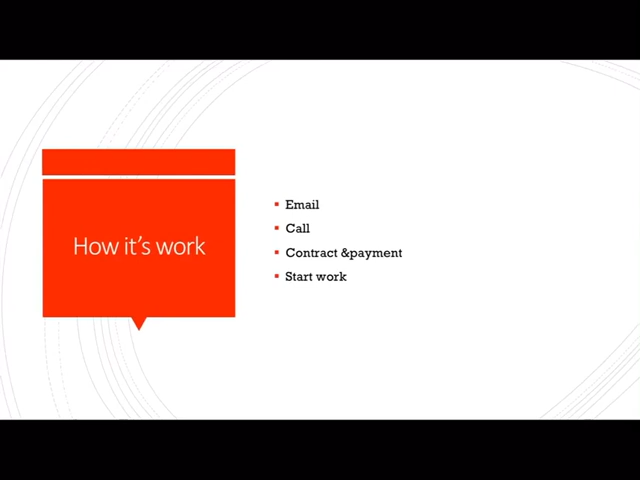 How it's work
Email
Call
Contract &payment
Start work